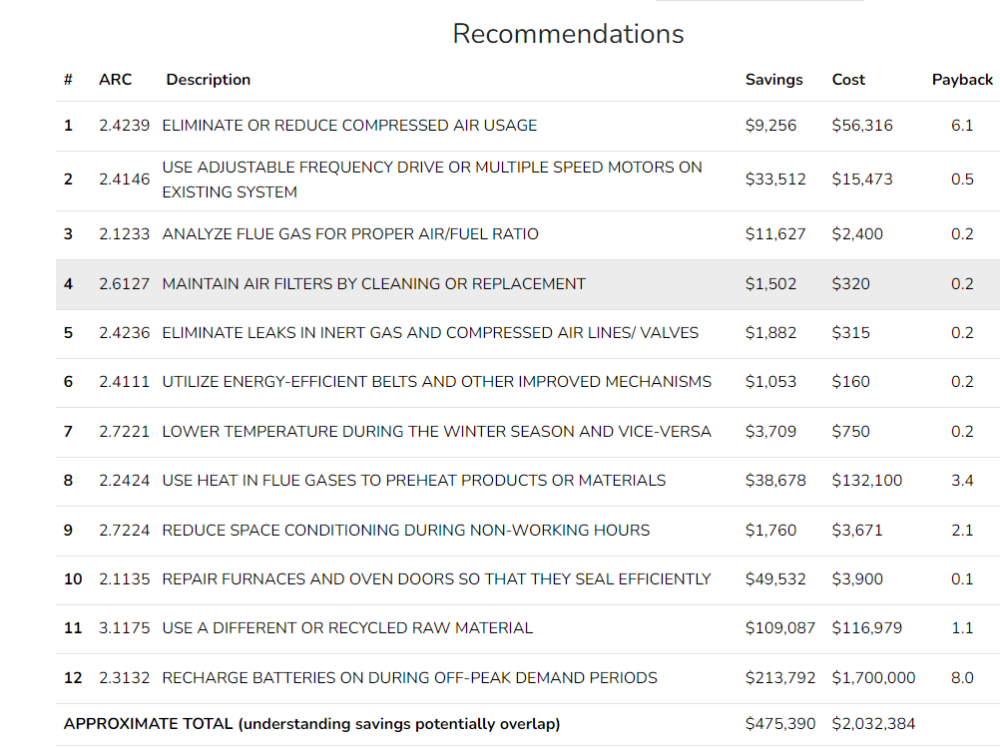 Recommendations
# ARC Description Savings Cost Payback
1 2.4239 ELIMINATE OR REDUCE COMPRESSED AIR USAGE $9,256 $56,316 6.1
2 2.4146 USE ADJUSTABLE FREQUENCY DRIVE OR MULTIPLE SPEED MOTORS ON
EXISTING SYSTEM $33,512 $15,473 0.5
3 2.1233 ANALYZE FLUE GAS FOR PROPER AIR/FUEL RATIO $11,627 $2,400 0.2
4 2.6127 MAINTAIN AIR FILTERS BY CLEANING OR REPLACEMENT $1,502 $320 0.2
5 2.4236 ELIMINATE LEAKS IN INERT GAS AND COMPRESSED AIR LINES/ VALVES $1,882 $315 0.2
6 2.4111 UTILIZE ENERGY-EFFICIENT BELTS AND OTHER IMPROVED MECHANISMS $1,053 $160 0.2
7 2.7221 LOWER TEMPERATURE DURING THE WINTER SEASON AND VICE-VERSA $3,709 $750 0.2
8 2.2424 USE HEAT IN FLUE GASES TO PREHEAT PRODUCTS OR MATERIALS $38,678 $132,100 3.4
9 2.7224 REDUCE SPACE CONDITIONING DURING NON-WORKING HOURS $1,760 $3,671 2.1
10 2.1135 REPAIR FURNACES AND OVEN DOORS SO THAT THEY SEAL EFFICIENTLY $49,532 $3,900 0.1
11 3.1175 USE A DIFFERENT OR RECYCLED RAW MATERIAL $109,087 $116,979 1.1
12 2.3132 RECHARGE BATTERIES ON DURING OFF-PEAK DEMAND PERIODS $213,792 $1,700,000 8.0
APPROXIMATE TOTAL (understanding savings potentially overlap) $475,390 $2,032,384